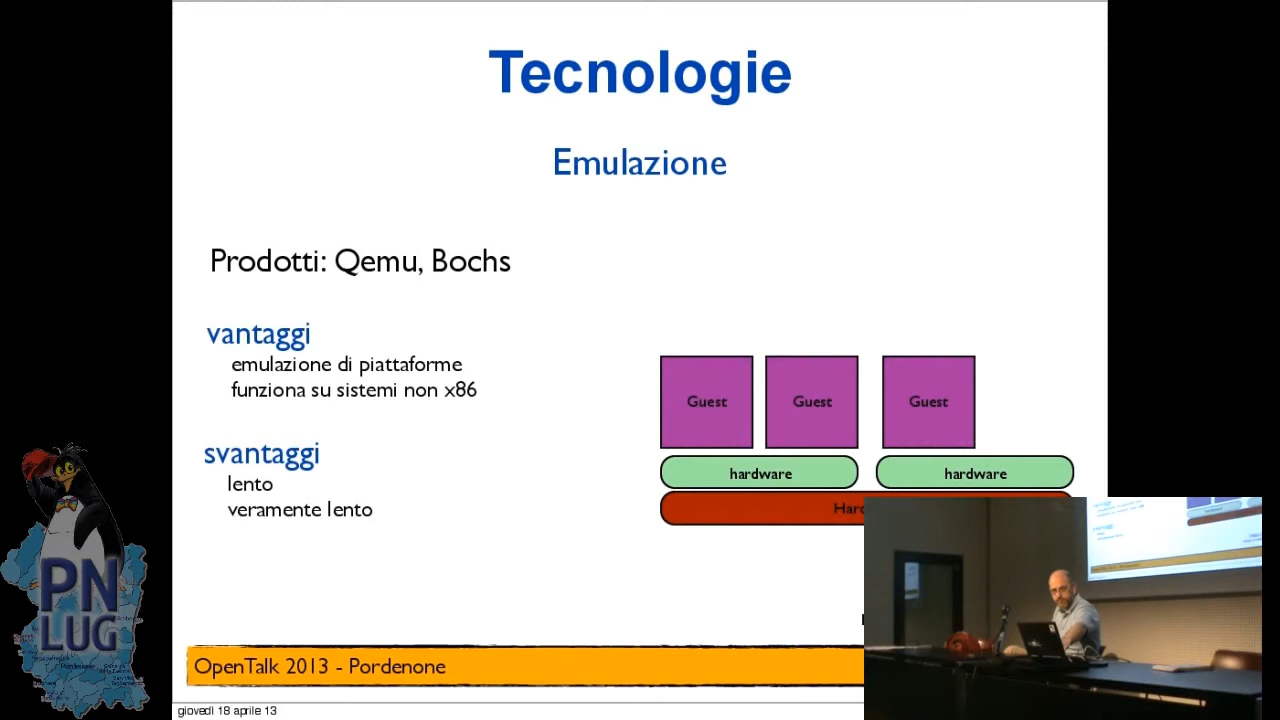 Tecnologie
Emulazione
Prodotti: Qemu, Bochs
vantaggi
emulazione di piattaforme
funziona su sistemi non x86
svantaggi
lento
veramente lento
Guest
Guest
Guest
hardware
hardware
PN
LUG
OpenTalk 2013 - Pordenone
giovedì 18 aprile 13